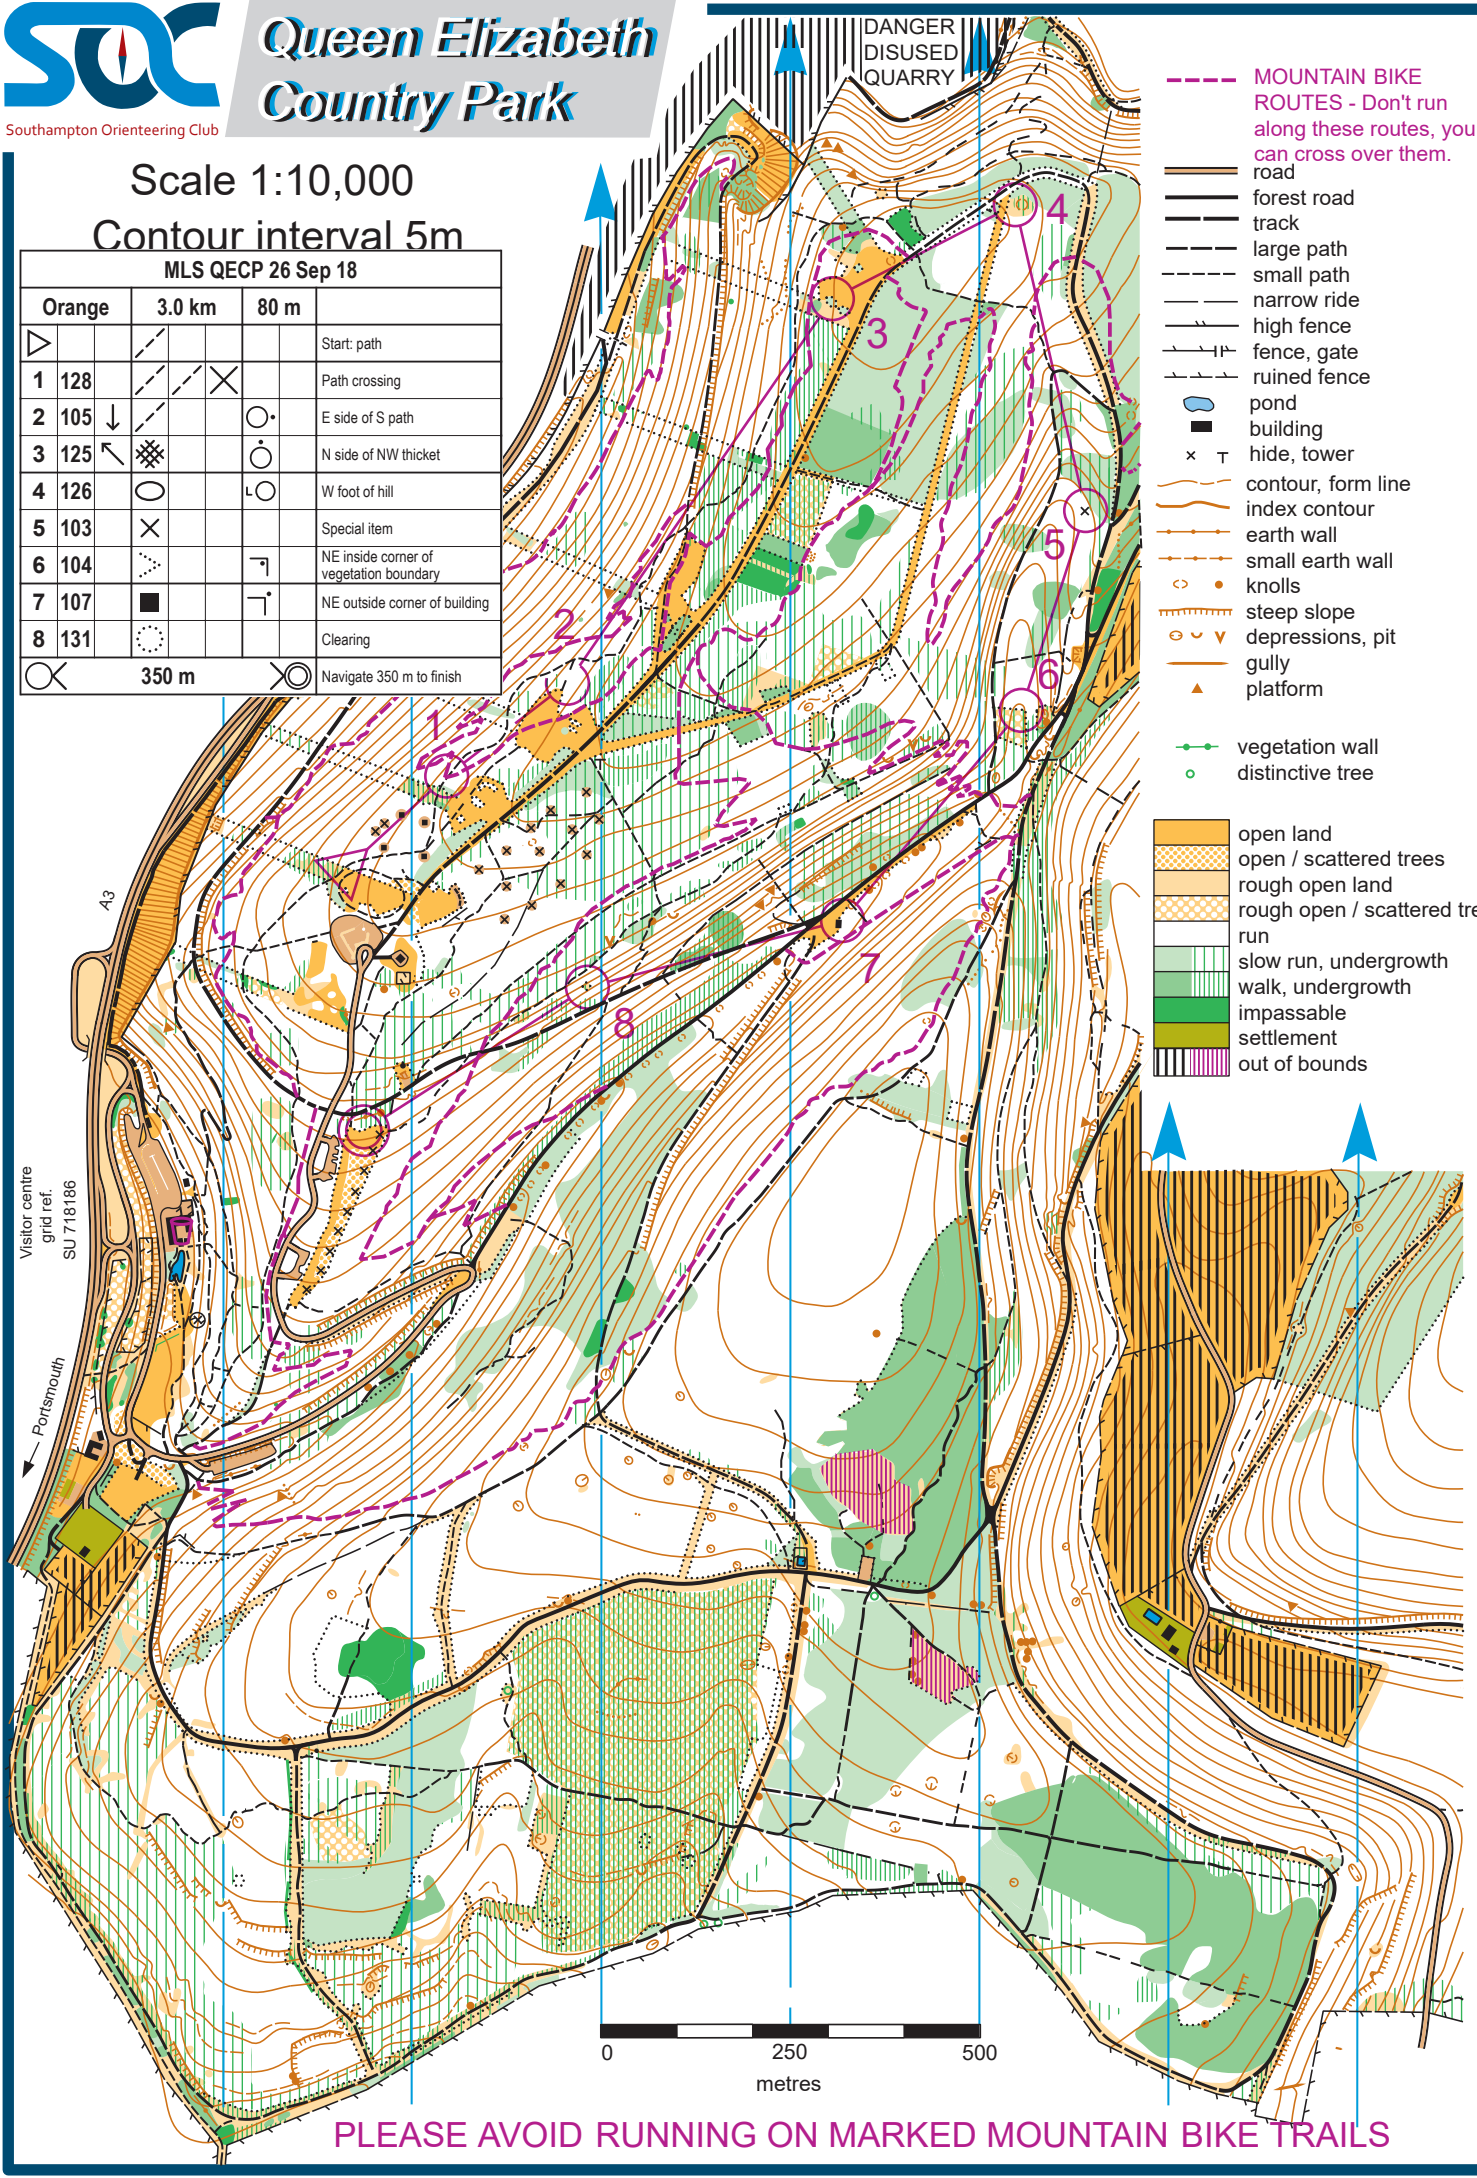 SOC
Southampton Orienteering Club
Queen Elizabeth
Country Park
Scale 1:10,000
Contour interval 5m
MLS QECP 26 Sep 18
Orange 3.0 km 80 m
Start: path
1 128 Path crossing
2 105 E side of S path
3 125 N side of NW thicket
4 126 W foot of hill
5 103 Special item
6 104 NE inside corner of
vegetation boundary
7 107 NE outside corner of building
8 131 Clearing
350 m Navigate 350 m to finish
DANGER
DISUSED
QUARRY
MOUNTAIN BIKE
ROUTES - Don't run
along these routes, you
can cross over them.
road
forest road
track
large path
small path
narrow ride
high fence
fence, gate
ruined fence
pond
building
hide, tower
contour, form line
index contour
earth wall
small earth wall
knolls
steep slope
depressions, pit
gully
platform
vegetation wall
distinctive tree
open land
open / scattered trees
rough open land
rough open / scattered tre
run
slow run, undergrowth
walk, undergrowth
impassable
settlement
out of bounds
4
3
5
2
6
1
7
8
A3
Visitor centre
grid ref.
SU 718186
Portsmouth
0 250 500
metres
PLEASE AVOID RUNNING ON MARKED MOUNTAIN BIKE TRAILS